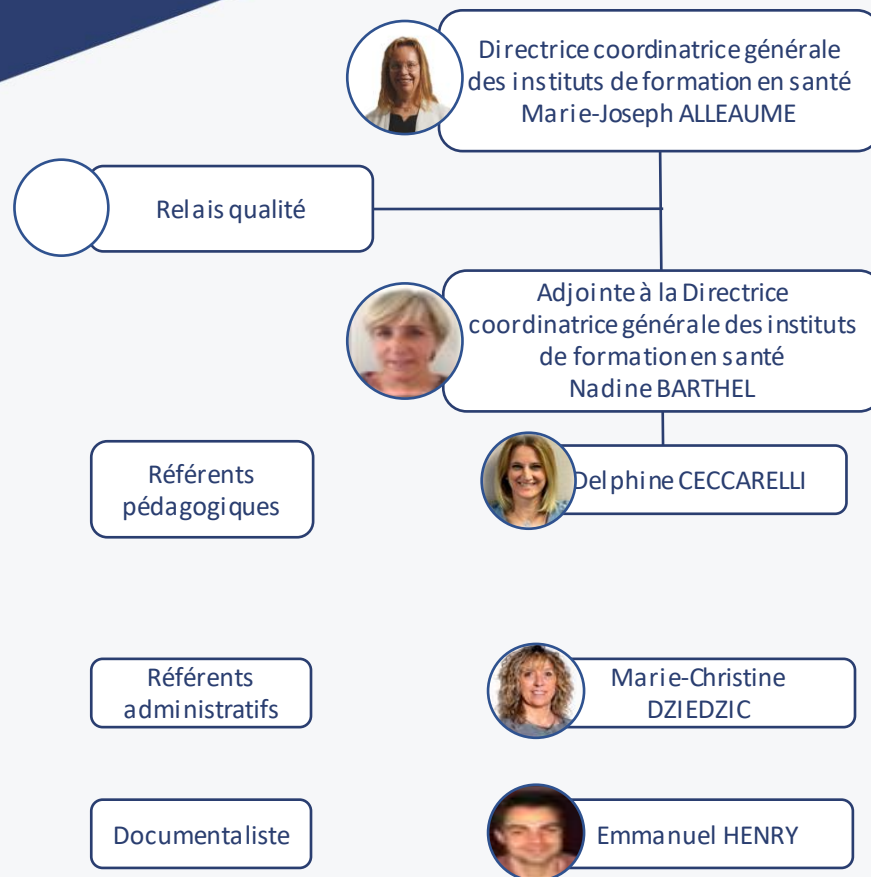 Directrice coordinatrice générale
des instituts de formation en santé
Marie-Joseph ALLEAUME
Relais qualité
Adjointe à la Directrice
coordinatrice générale des instituts
de formation en santé
Nadine BARTHEL
Référents
pédagogiques
Delphine CECCARELLI
Référents
administratifs
Marie-Christine
DZIEDZIC
Documentaliste
Emmanuel HENRY